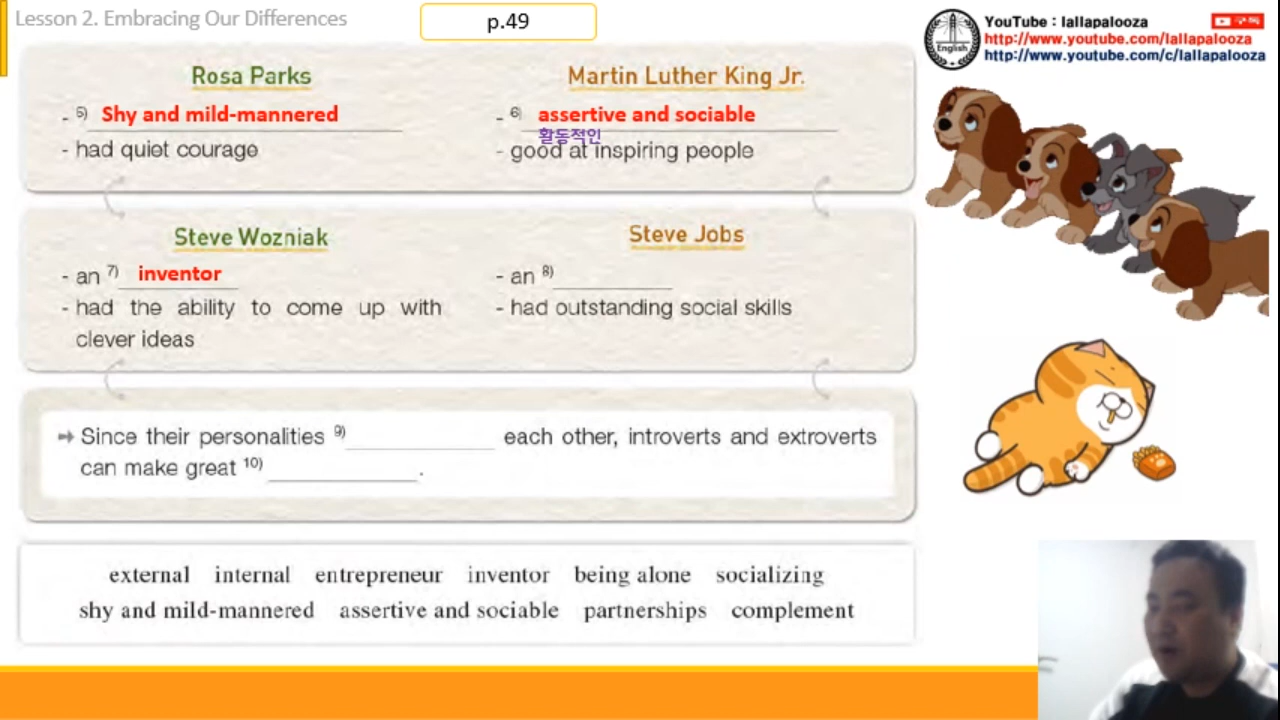 Lesson 2. Embracing Our Differences
p.49
YouTube : lallapalooza
구독
http://www.youtube.com/lallapalooza
http://www.youtube.com/c/lallapalooza
English
Rosa Parks
- 5) Shy and mild-mannered
- had quiet courage
Martin Luther King Jr.
- 6) assertive and sociable
활동적인
- good at inspiring people
Steve Wozniak
- an 7) inventor
- had the ability to come up with
clever ideas
Steve Jobs
- an 8)
- had outstanding social skills
➡ Since their personalities 9) each other, introverts and extroverts
can make great 10) .
external internal entrepreneur inventor being alone socializing
shy and mild-mannered assertive and sociable partnerships complement